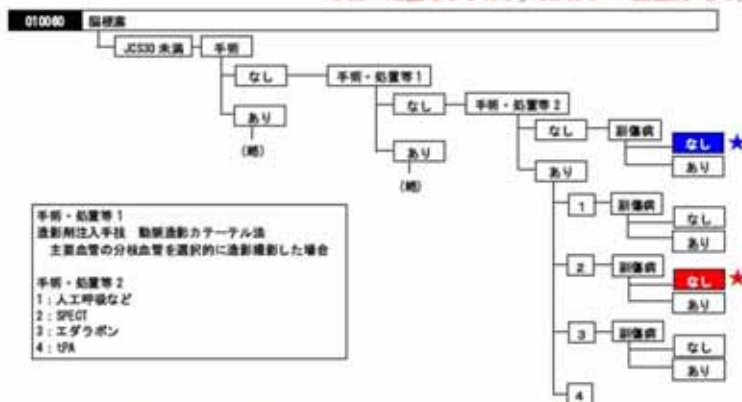 010060 脳梗塞
JCS30 未満 手術
なし 手術・処置等1
なし 手術・処置等2
なし 副傷病
なし ★
あり
あり
(略)
あり
(略)
あり
1 副傷病
なし
あり
2 副傷病
なし ★
あり
3 副傷病
なし
あり
4
手術・処置等1
造影剤注入手技 動脈造影カテーテル法
主要血管の分枝血管を選択的に造影撮影した場合
手術・処置等2
1：人工呼吸など
2：SPECT
3：エダラボン
4：tPA